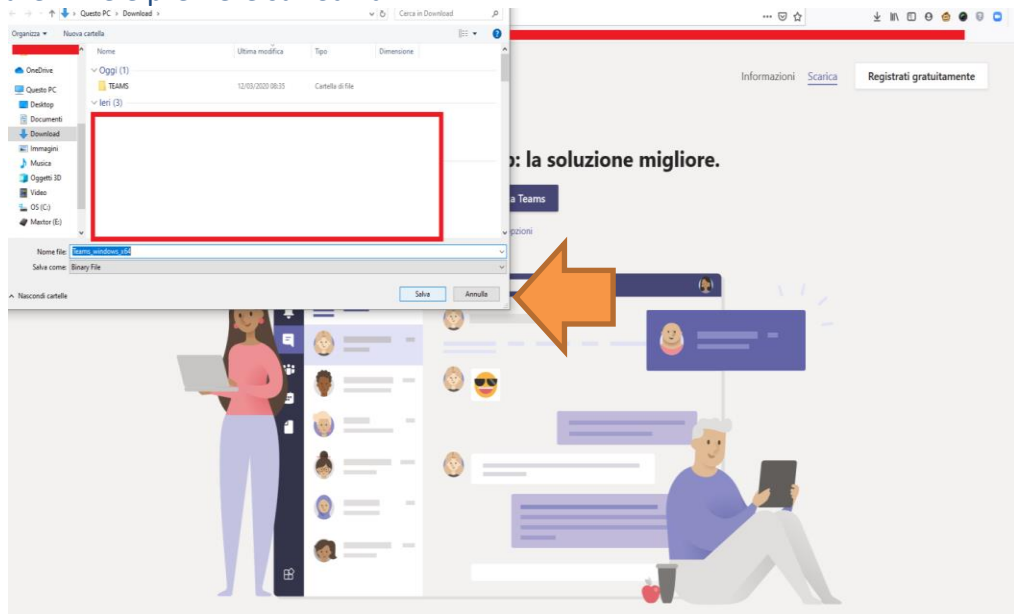 Questo PC > Download >
Cerca in Download
Organizza
Nuova cartella
Nome
Ultima modifica
Tipo
Dimensione
OneDrive
Questo PC
Desktop
Documenti
Download
Immagini
Musica
Oggetti 3D
Video
OS (C:)
Maxtor (E:)
Oggi (1)
TEAMS
12/03/2020 08:35
Cartella di file
Ieri (3)
Nome file:
Teams_windows_x64
Salva come:
Binary File
Nascondi cartelle
Salva
Annulla
Informazioni
Scarica
Registrati gratuitamente
: la soluzione migliore.
a Teams
opzioni